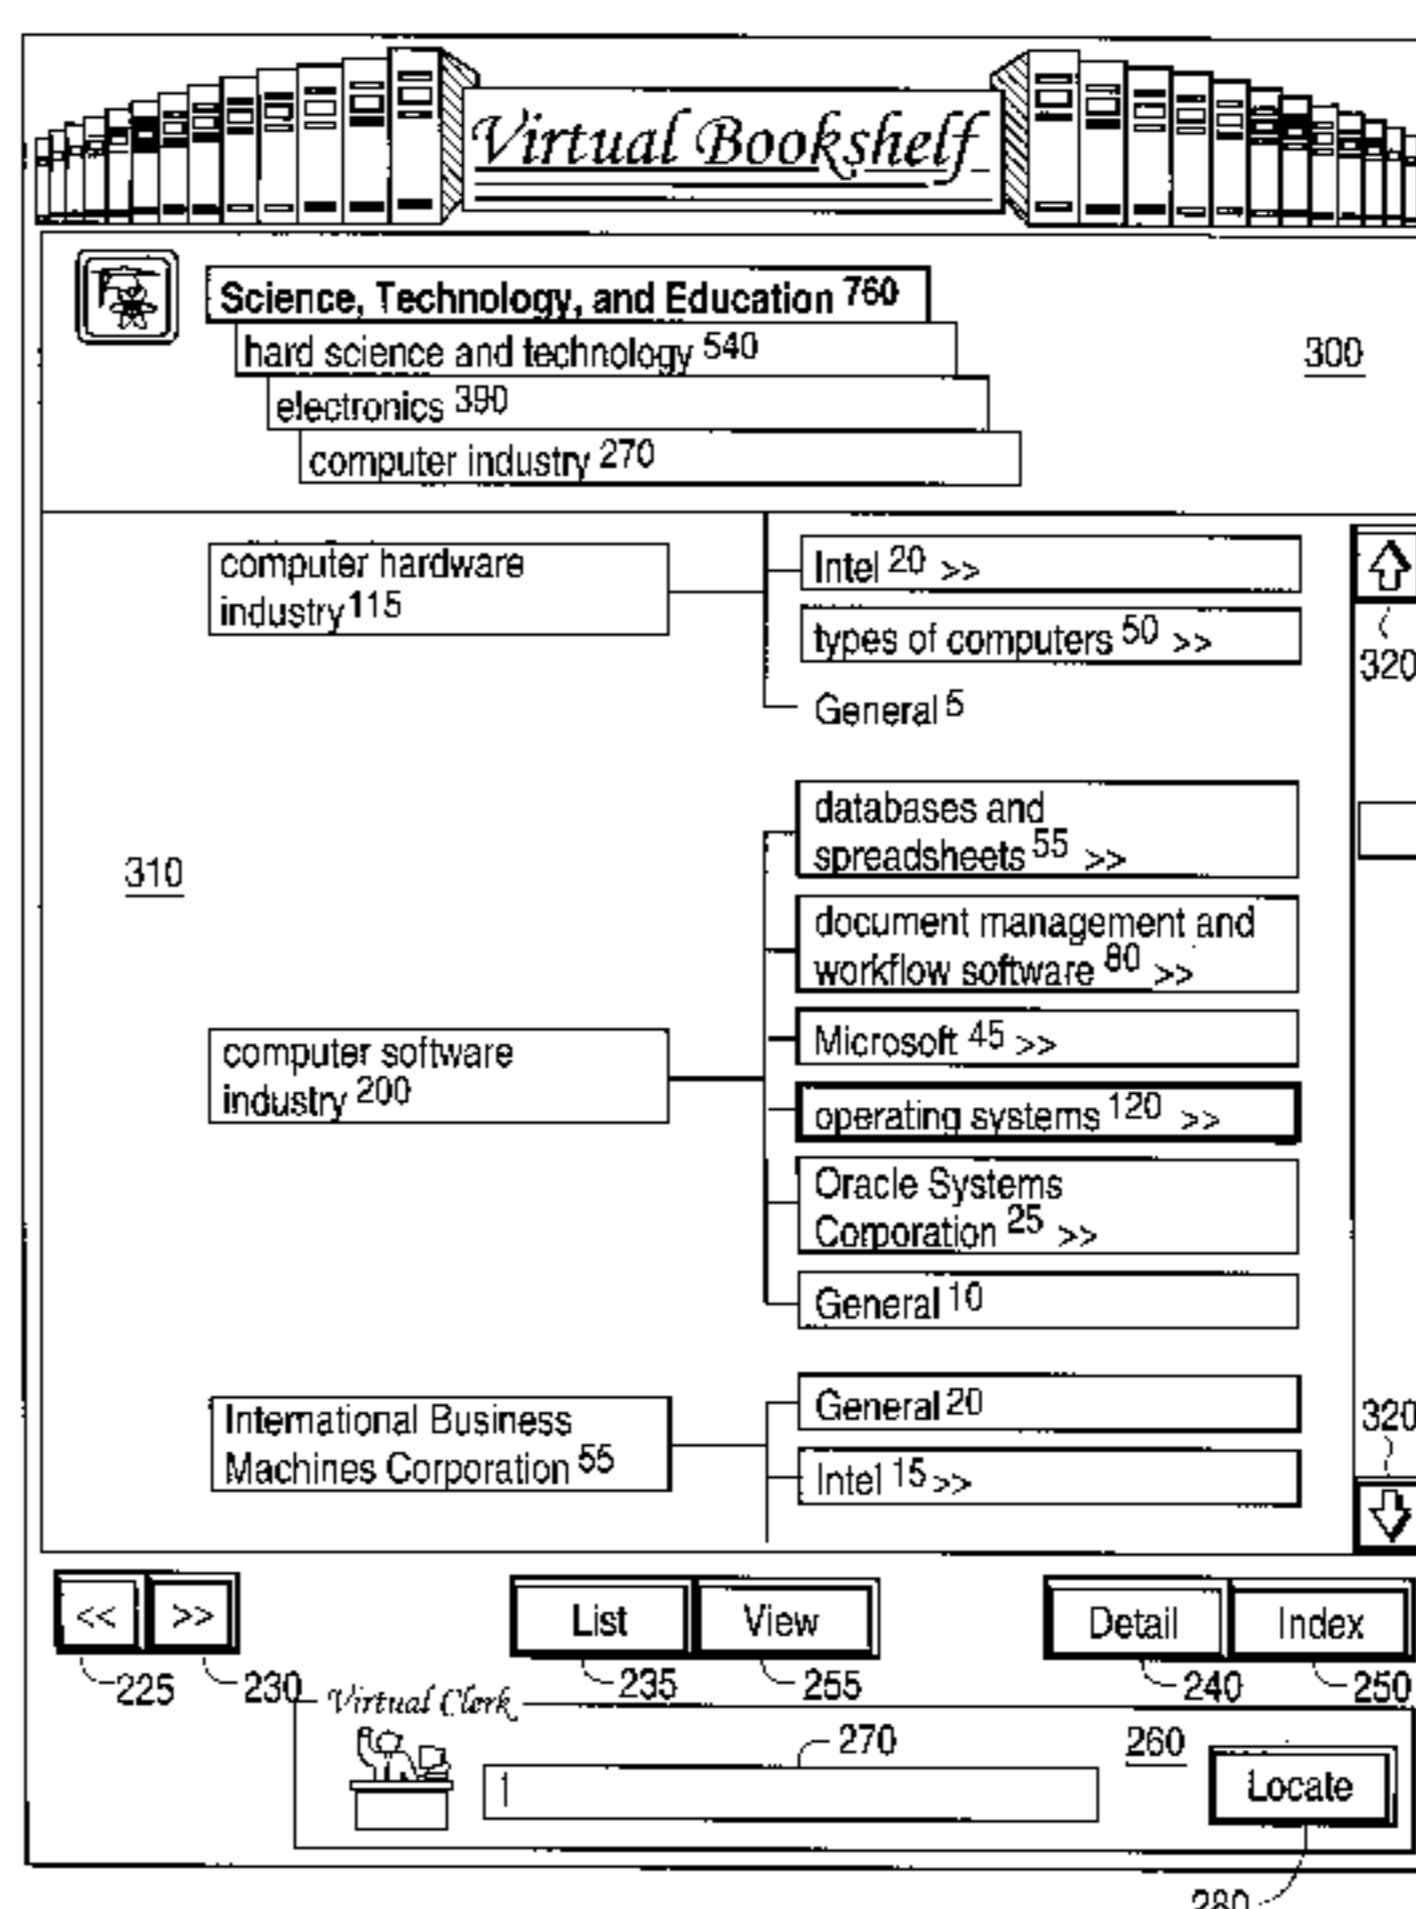 Virtual Bookshelf
Science, Technology, and Education 760
hard science and technology 540
electronics 390
computer industry 270
300
computer hardware
industry 115
Intel 20 >>
types of computers 50 >>
General 5
320
310
databases and
spreadsheets 55 >>
document management and
workflow software 80 >>
Microsoft 45 >>
computer software
industry 200
operating systems 120 >>
Oracle Systems
Corporation 25 >>
General 10
International Business
Machines Corporation 55
General 20
Intel 15 >>
320
<< >> List View Detail Index
225 230 235 255 240 250
Virtual Clerk
270
260
Locate
280